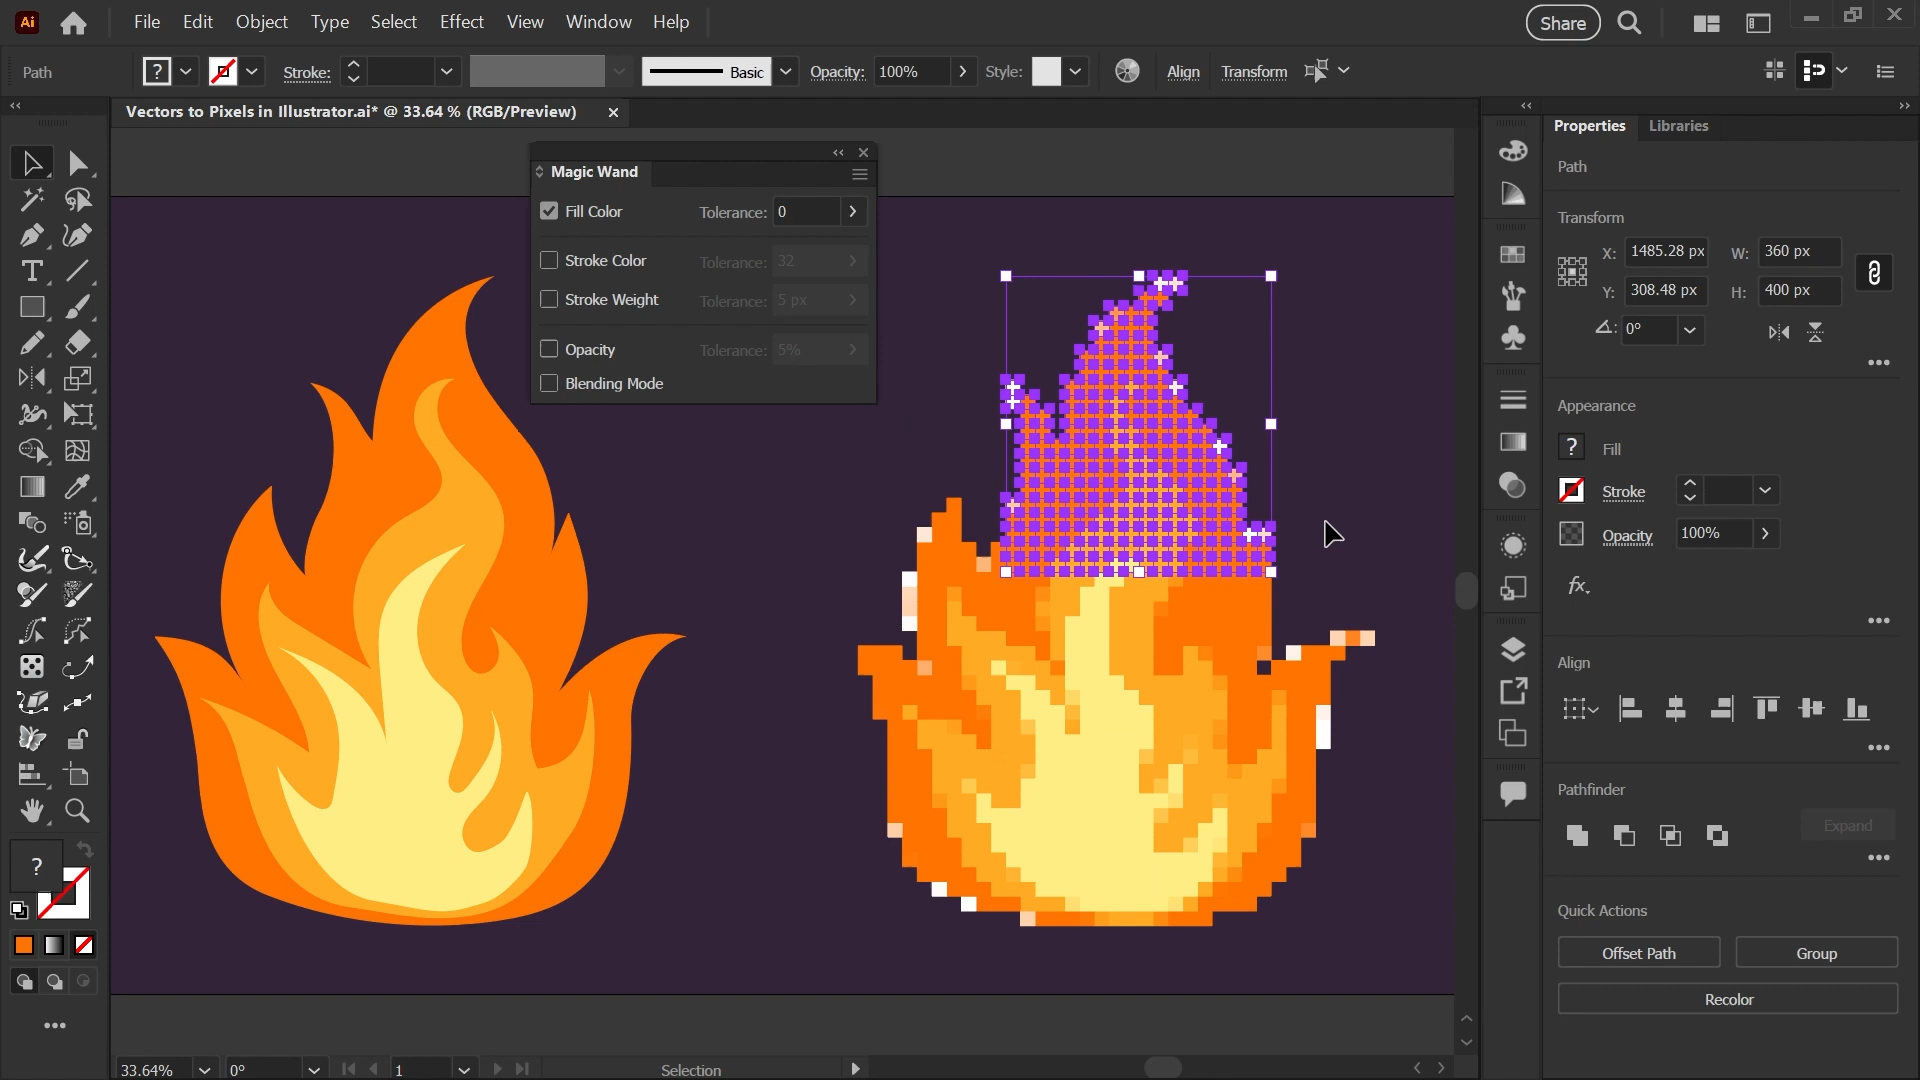 Ai File Edit Object Type Select Effect View Window Help Share
Path ? Stroke: Basic Opacity: 100% Style: Align Transform
Vectors to Pixels in Illustrator.ai* @ 33.64 % (RGB/Preview)
Magic Wand
Fill Color Tolerance: 0
Stroke Color Tolerance: 32
Stroke Weight Tolerance: 5 px
Opacity Tolerance: 5%
Blending Mode
Properties Libraries
Path
Transform
X: 1485.28 px W: 360 px
Y: 308.48 px H: 400 px
0°
Appearance
? Fill
Stroke
Opacity 100%
fx.
Align
Pathfinder
Expand
Quick Actions
Offset Path Group
Recolor
T
?
33.64% 0° 1 Selection